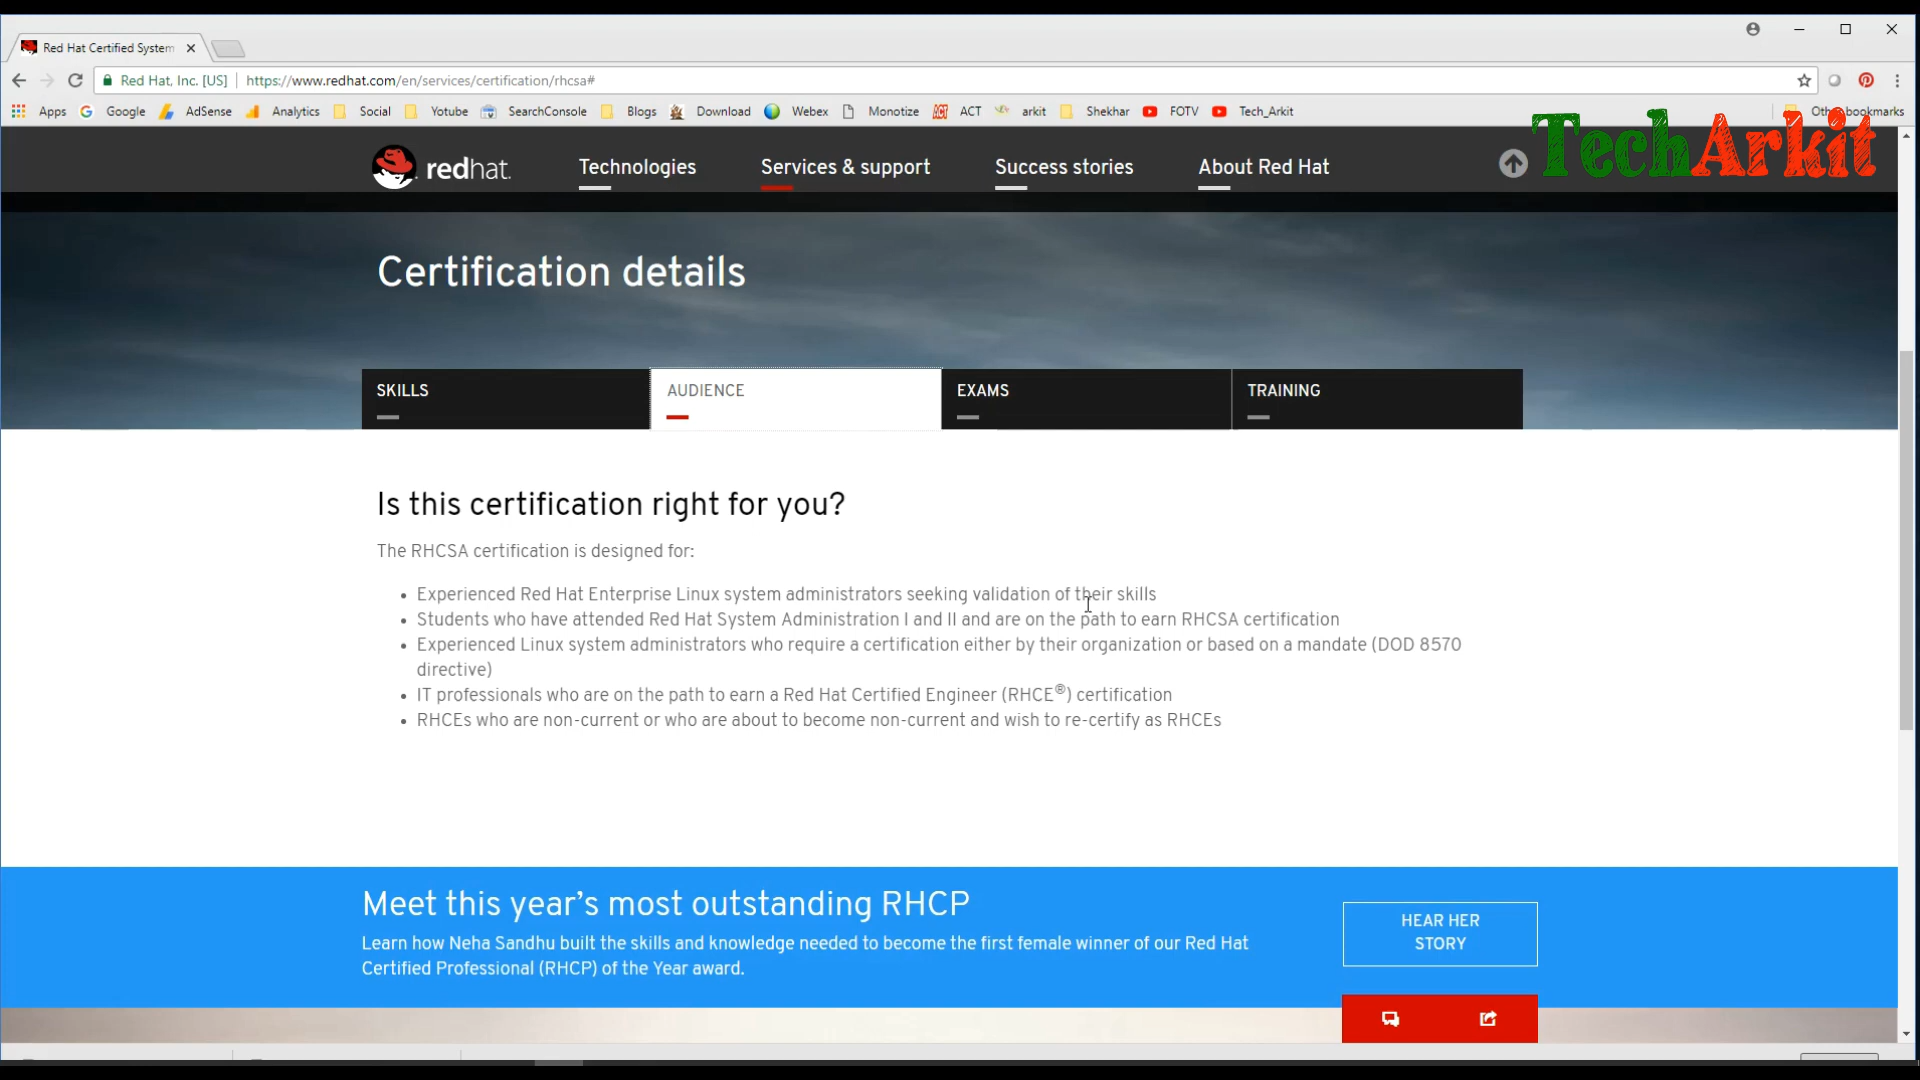 Red Hat Certified System
Red Hat, Inc. [US] https://www.redhat.com/en/services/certification/rhcsa#
Apps Google AdSense Analytics Social Yotube SearchConsole Blogs Download Webex Monotize ACT arkit Shekhar FOTV Tech_Arkit Other bookmarks
TechArkit
redhat. Technologies Services & support Success stories About Red Hat
Certification details
SKILLS AUDIENCE EXAMS TRAINING
Is this certification right for you?
The RHCSA certification is designed for:
• Experienced Red Hat Enterprise Linux system administrators seeking validation of their skills
• Students who have attended Red Hat System Administration I and II and are on the path to earn RHCSA certification
• Experienced Linux system administrators who require a certification either by their organization or based on a mandate (DOD 8570
directive)
• IT professionals who are on the path to earn a Red Hat Certified Engineer (RHCE®) certification
• RHCEs who are non-current or who are about to become non-current and wish to re-certify as RHCEs
Meet this year’s most outstanding RHCP
Learn how Neha Sandhu built the skills and knowledge needed to become the first female winner of our Red Hat
Certified Professional (RHCP) of the Year award.
HEAR HER
STORY